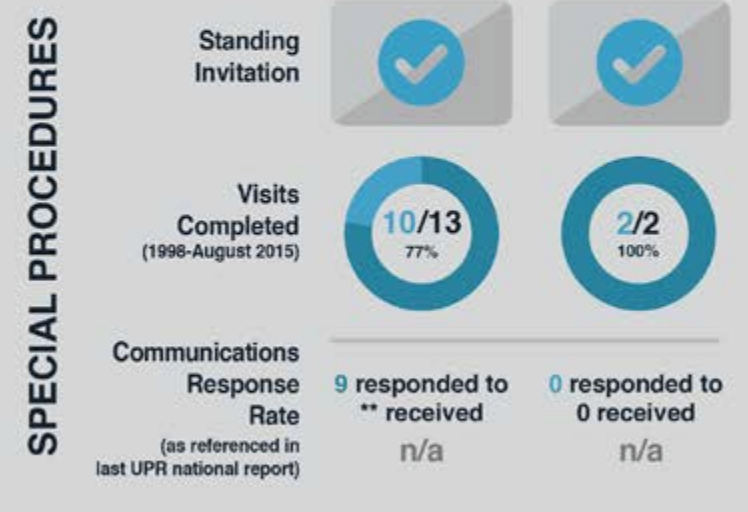 SPECIAL PROCEDURES
Standing
Invitation
Visits
Completed
(1998-August 2015)
10/13
77%
2/2
100%
Communications
Response
Rate
(as referenced in
last UPR national report)
9 responded to
** received
n/a
0 responded to
0 received
n/a